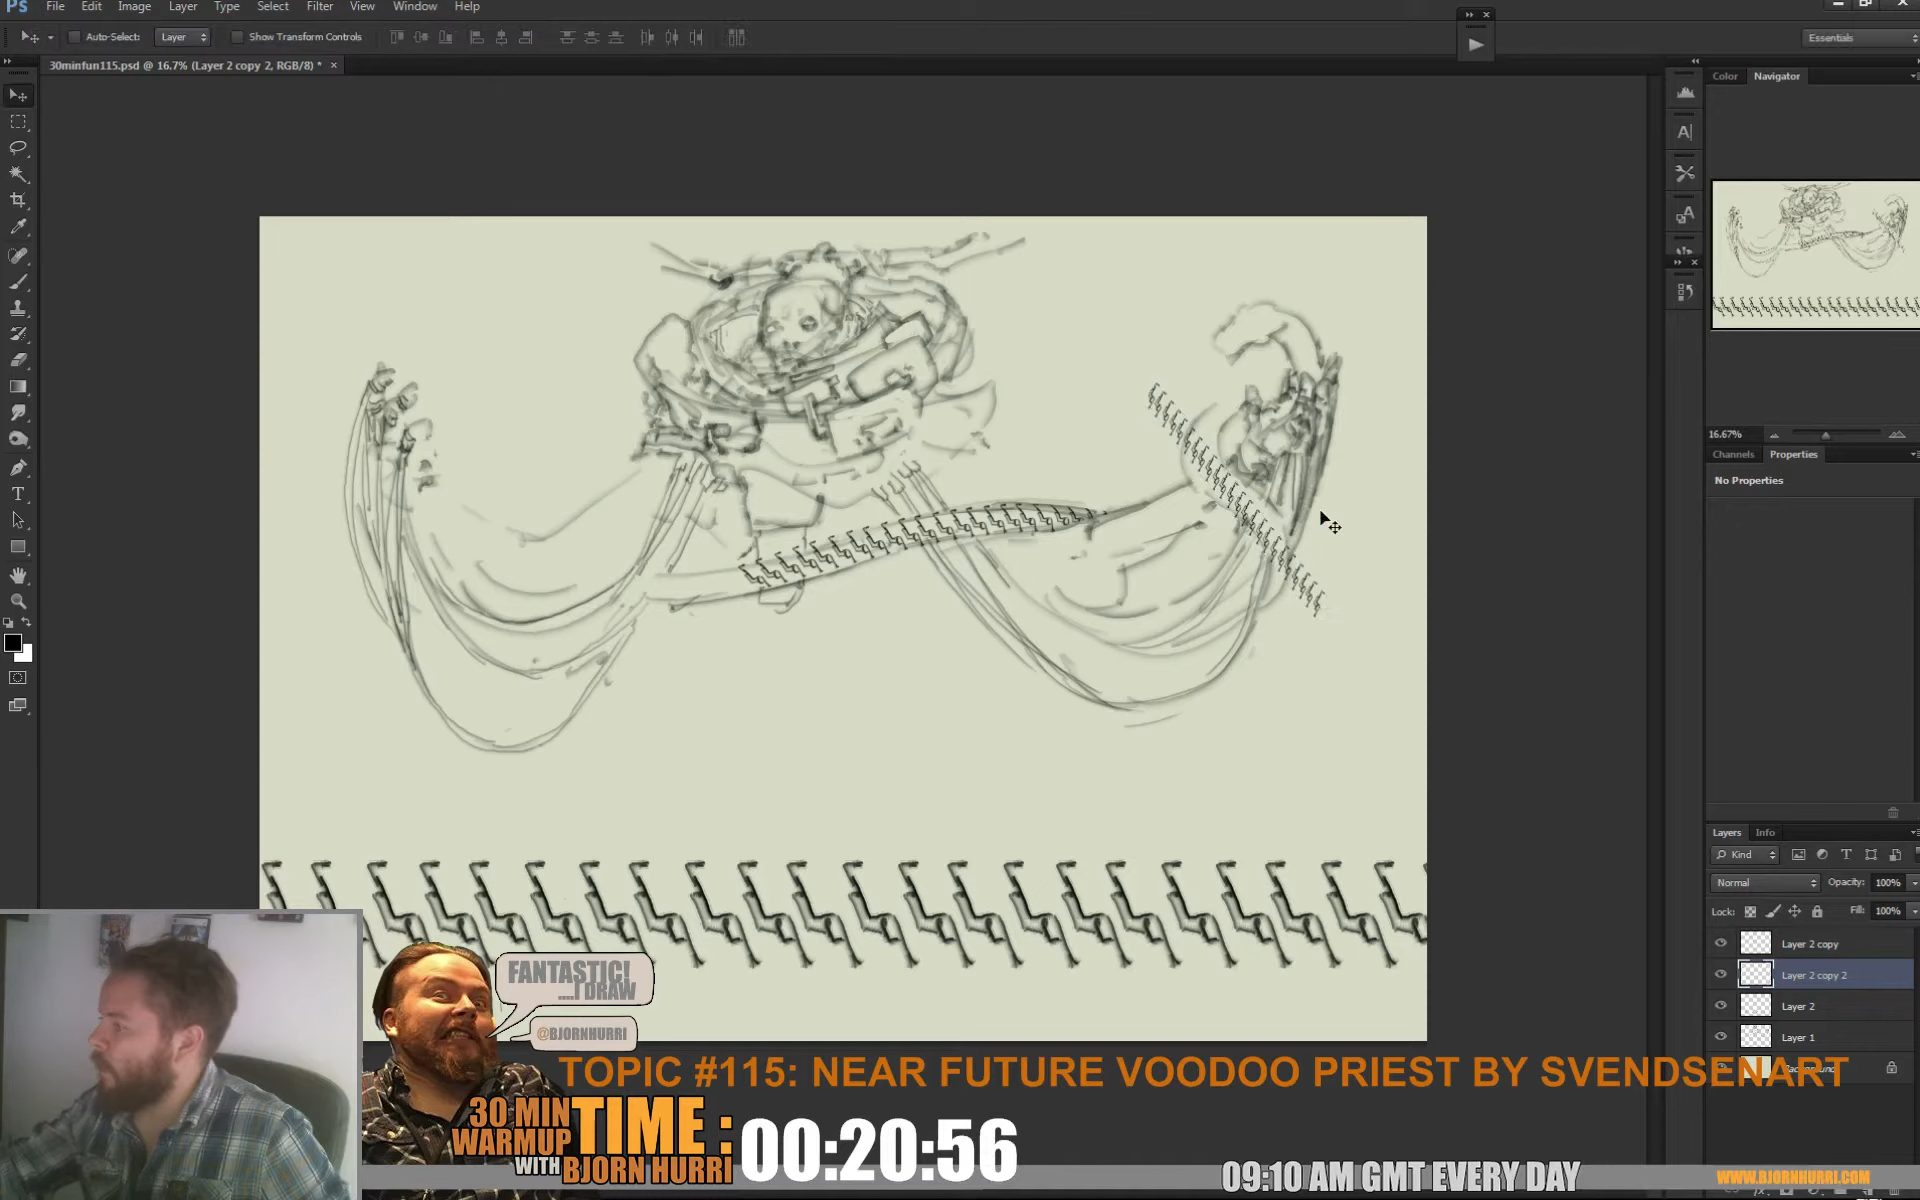 Ps File Edit Image Layer Type Select Filter View Window Help
Auto-Select: Layer Show Transform Controls
Essentials
30minfun115.psd @ 16.7% (Layer 2 copy 2, RGB/8) *
Color Navigator
16.67%
Channels Properties
No Properties
Layers Info
Kind
Normal Opacity: 100%
Lock: Fill: 100%
Layer 2 copy
Layer 2 copy 2
Layer 2
Layer 1
FANTASTIC!
....I DRAW
@BJORNHURRI
TOPIC #115: NEAR FUTURE VOODOO PRIEST BY SVENDSENART
30 MIN
WARMUP
WITH BJORN HURRI
TIME : 00:20:56
09:10 AM GMT EVERY DAY
WWW.BJORNHURRI.COM